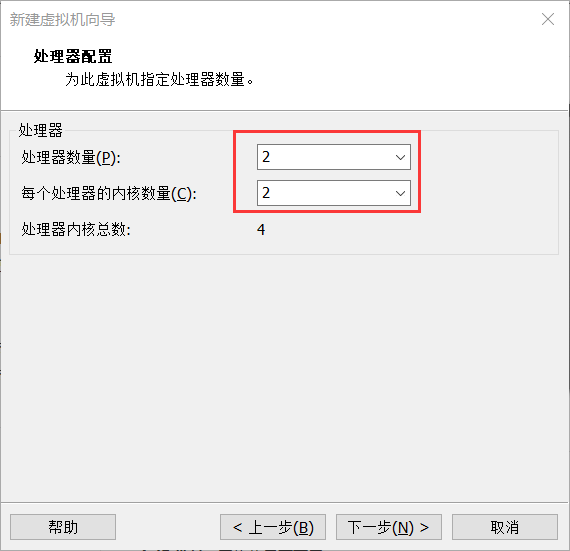 新建虚拟机向导
处理器配置
为此虚拟机指定处理器数量。
处理器
处理器数量(P): 2
每个处理器的内核数量(C): 2
处理器内核总数: 4
帮助 < 上一步(B) 下一步(N) > 取消